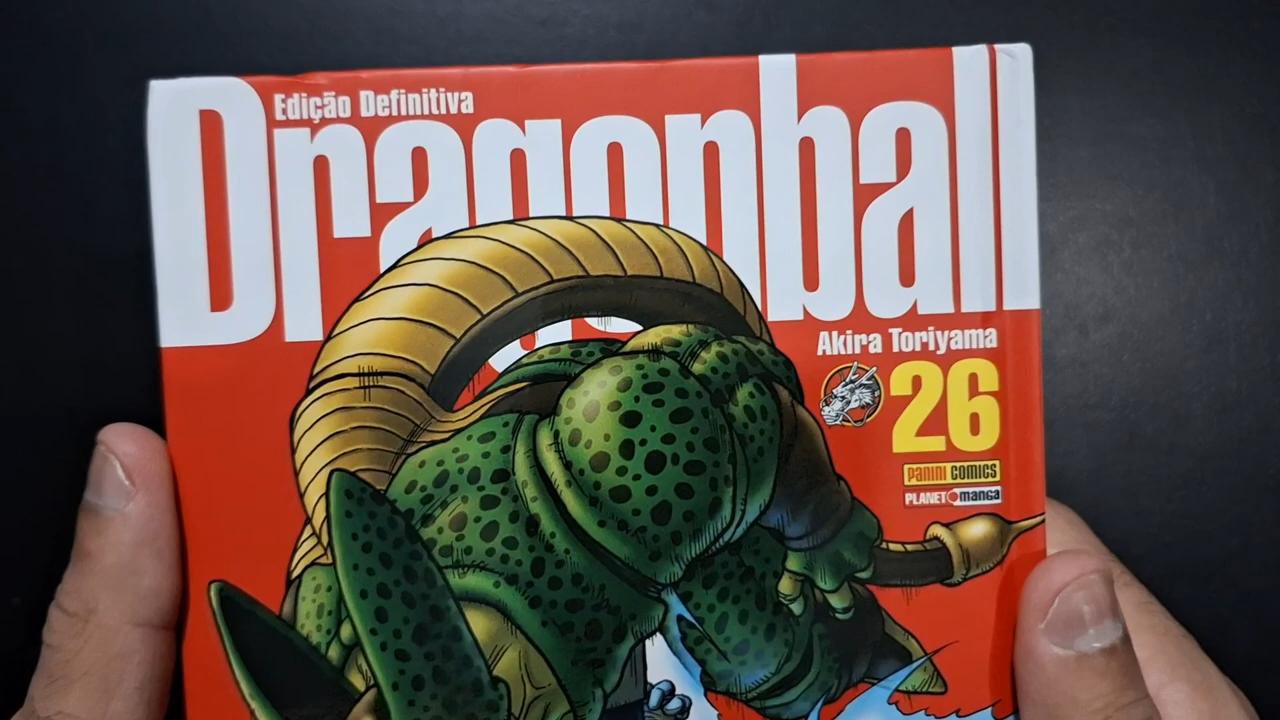 Edição Definitiva
Dragonball
Akira Toriyama
26
PANINI COMICS
PLANET manga